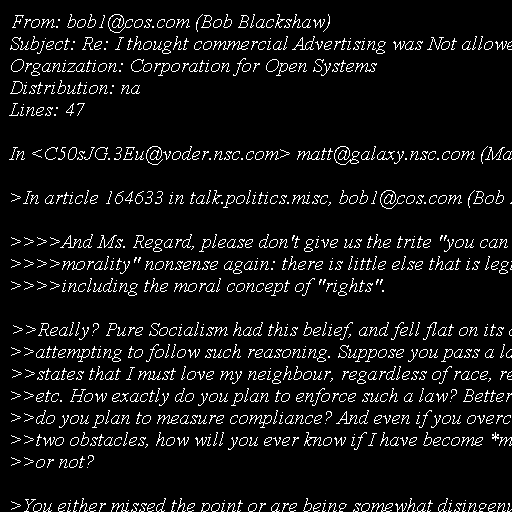 From: bob1@cos.com (Bob Blackshaw)
Subject: Re: I thought commercial Advertising was Not allowe
Organization: Corporation for Open Systems
Distribution: na
Lines: 47

In <C50sJG.3Eu@voder.nsc.com> matt@galaxy.nsc.com (Ma

>In article 164633 in talk.politics.misc, bob1@cos.com (Bob

>>>>And Ms. Regard, please don't give us the trite "you can
>>>>morality" nonsense again: there is little else that is legi
>>>>including the moral concept of "rights".

>>Really? Pure Socialism had this belief, and fell flat on its
>>attempting to follow such reasoning. Suppose you pass a la
>>states that I must love my neighbour, regardless of race, re
>>etc. How exactly do you plan to enforce such a law? Better
>>do you plan to measure compliance? And even if you overc
>>two obstacles, how will you ever know if I have become *m
>>or not?

>You either missed the point or are being somewhat disingenu